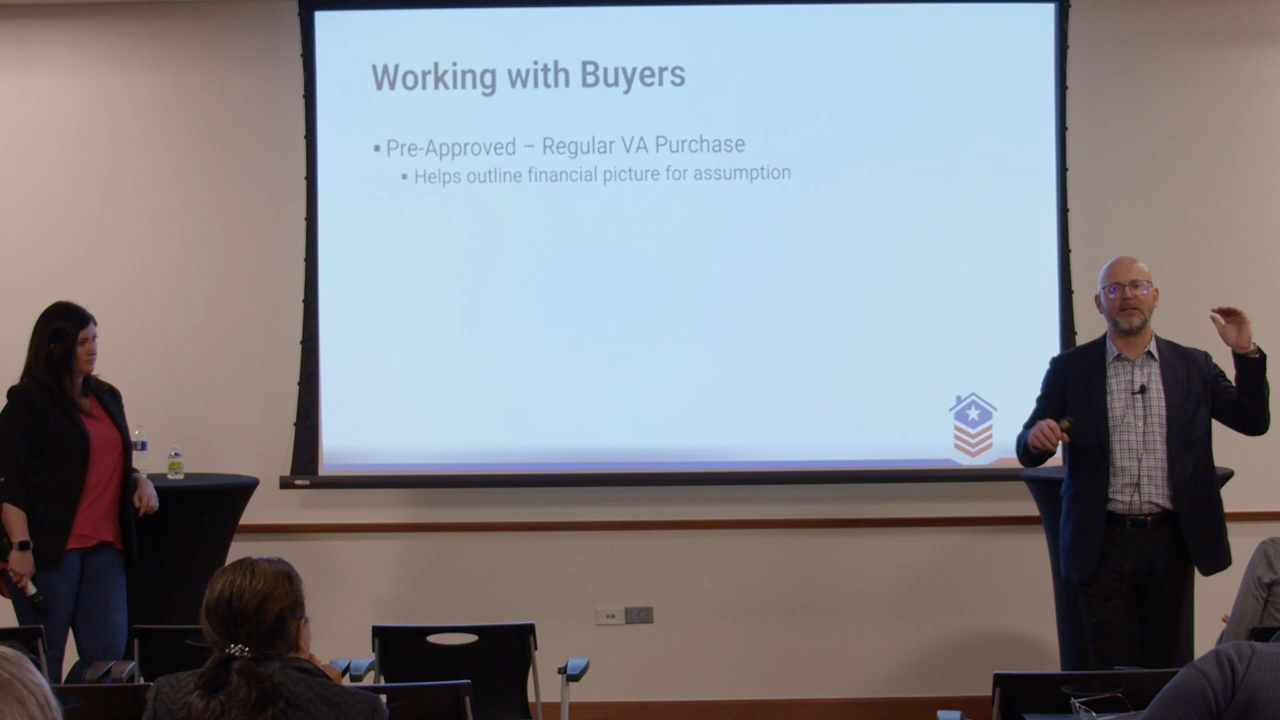 Working with Buyers
▪ Pre-Approved – Regular VA Purchase
▪ Helps outline financial picture for assumption